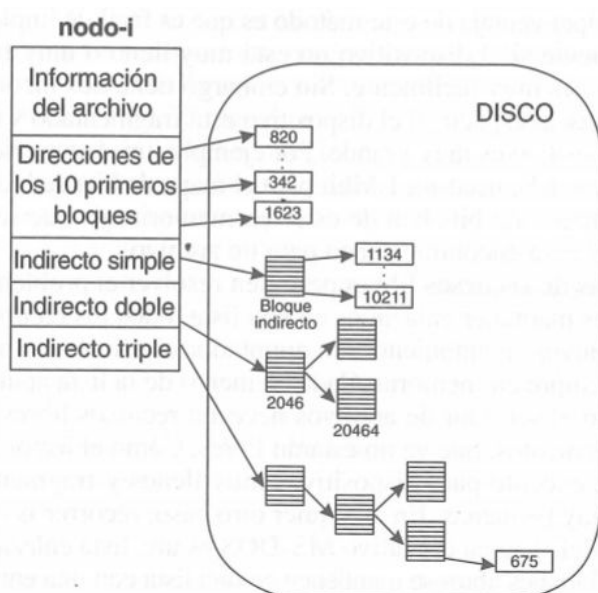 nodo-i
Información
del archivo
Direcciones de
los 10 primeros
bloques
Indirecto simple
Indirecto doble
Indirecto triple
DISCO
820
342
1623
1134
10211
Bloque
indirecto
2046
20464
675